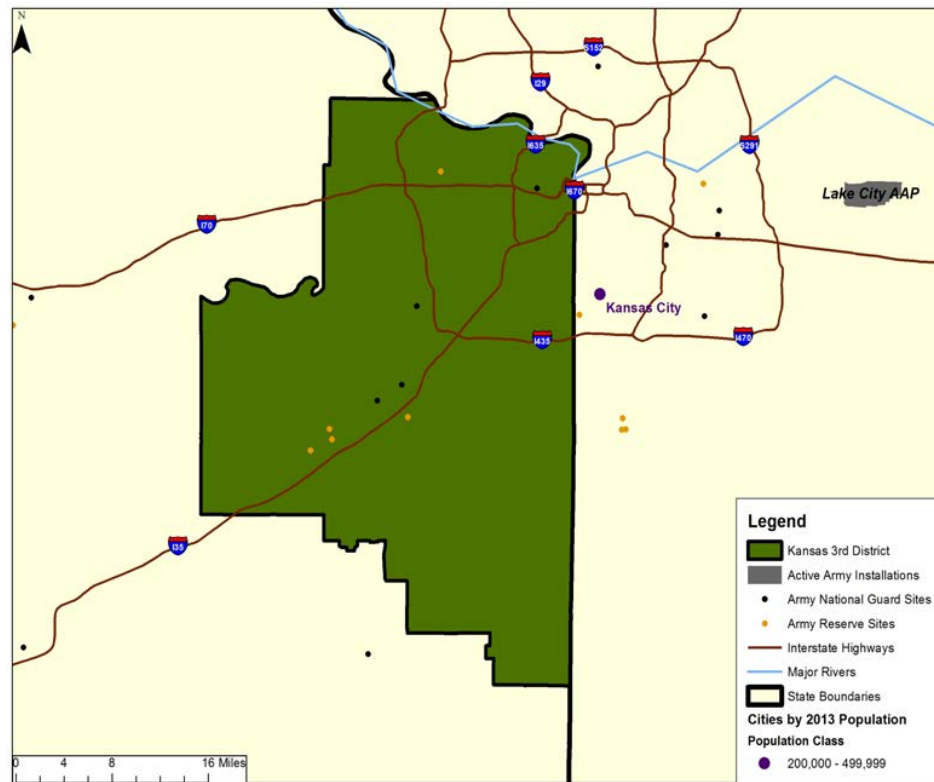 N
S152
I29
I635
S291
I670
Lake City AAP
I70
Kansas City
I435
I470
I35
Legend
Kansas 3rd District
Active Army Installations
Army National Guard Sites
Army Reserve Sites
Interstate Highways
Major Rivers
State Boundaries
Cities by 2013 Population
Population Class
200,000 - 499,999
0 4 8 16 Miles